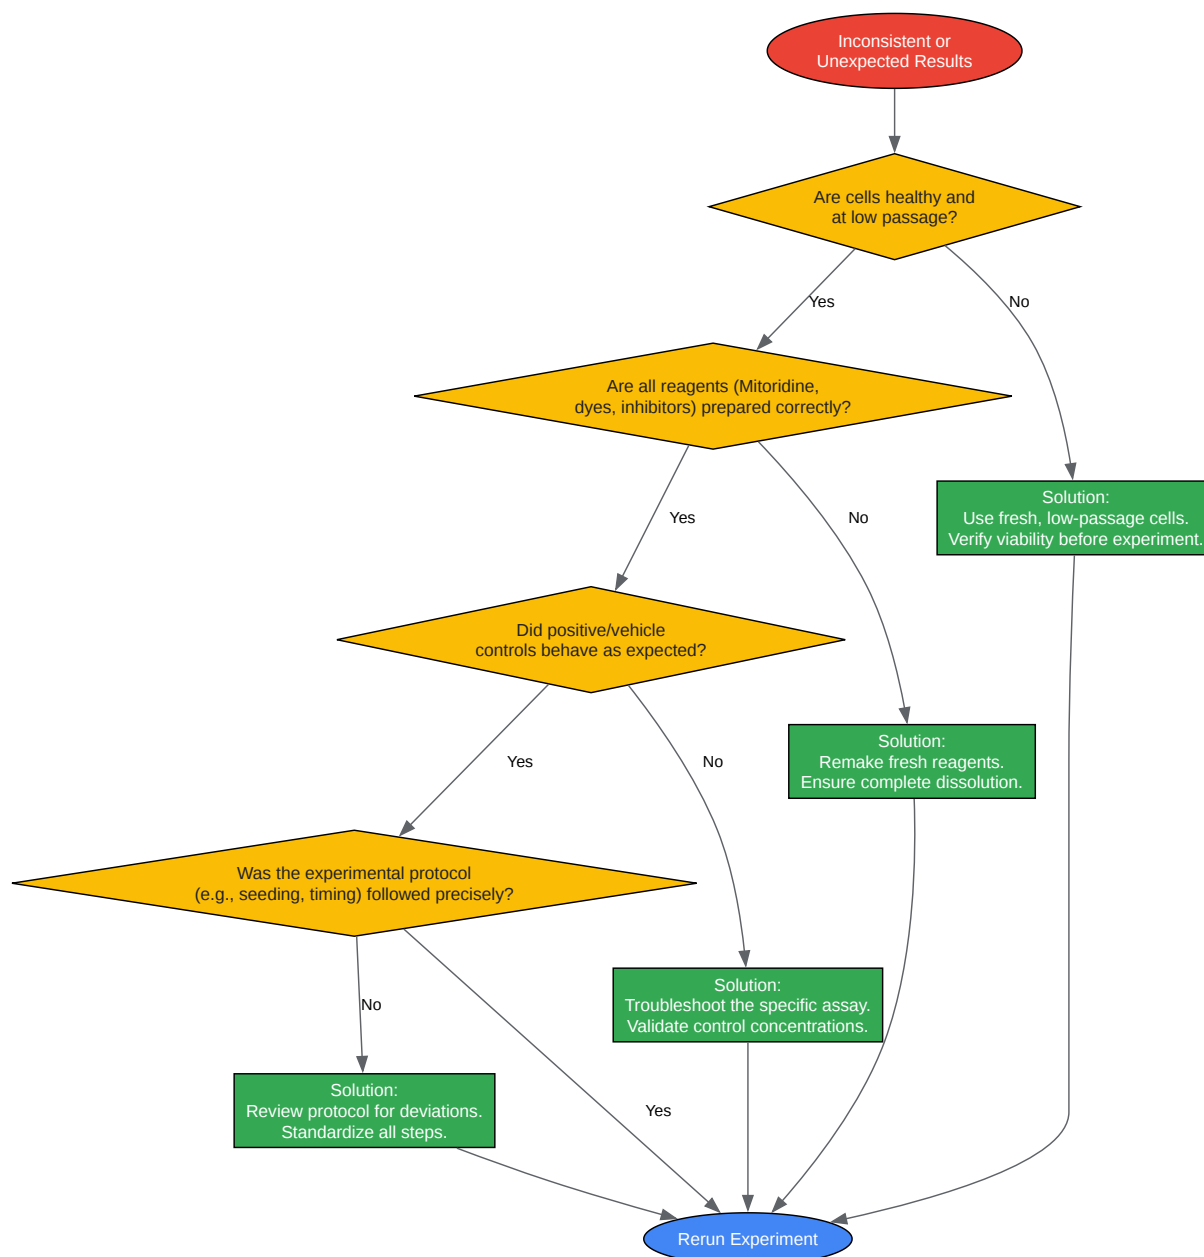 Inconsistent or
Unexpected Results
Are cells healthy and
at low passage?
Yes
No
Are all reagents (Mitoridine,
dyes, inhibitors) prepared correctly?
Solution:
Use fresh, low-passage cells.
Verify viability before experiment.
Yes
No
Did positive/vehicle
controls behave as expected?
Solution:
Remake fresh reagents.
Ensure complete dissolution.
Yes
No
Was the experimental protocol
(e.g., seeding, timing) followed precisely?
Solution:
Troubleshoot the specific assay.
Validate control concentrations.
No
Yes
Solution:
Review protocol for deviations.
Standardize all steps.
Rerun Experiment